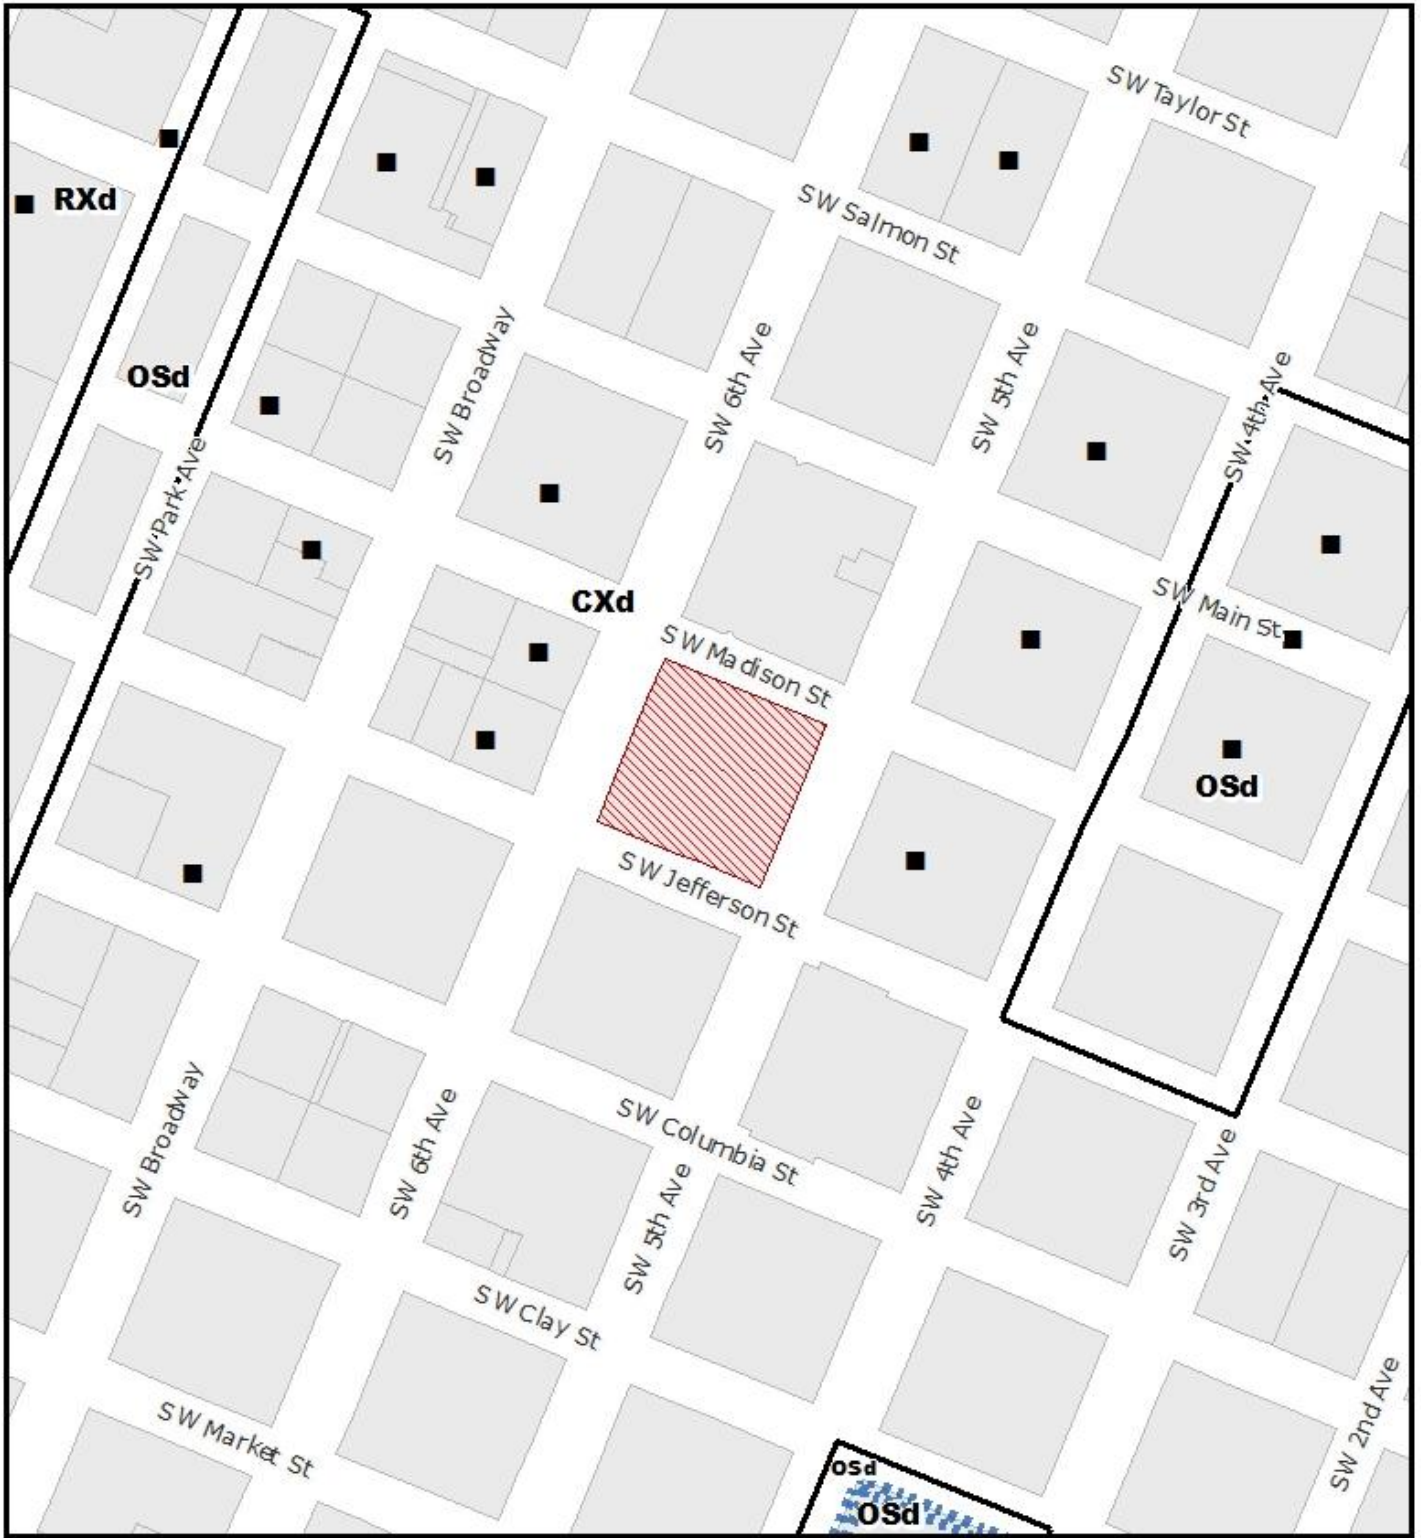 SW Taylor St
RXd
SW Salmon St
SW Broadway
SW 6th Ave
SW 5th Ave
SW 4th Ave
OSd
SW Park Ave
CXd
SW Main St
SW Madison St
OSd
SW Jefferson St
SW Broadway
SW 6th Ave
SW Columbia St
SW 4th Ave
SW 5th Ave
SW 3rd Ave
SW Clay St
SW Market St
SW 2nd Ave
OSd
OSd